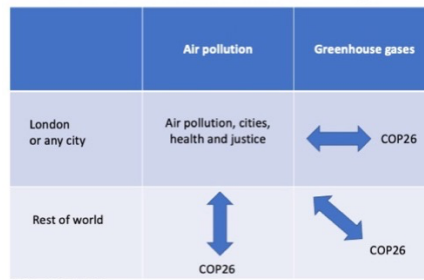 Air pollution
Greenhouse gases
London
or any city
Air pollution, cities,
health and justice
COP26
Rest of world
COP26
COP26